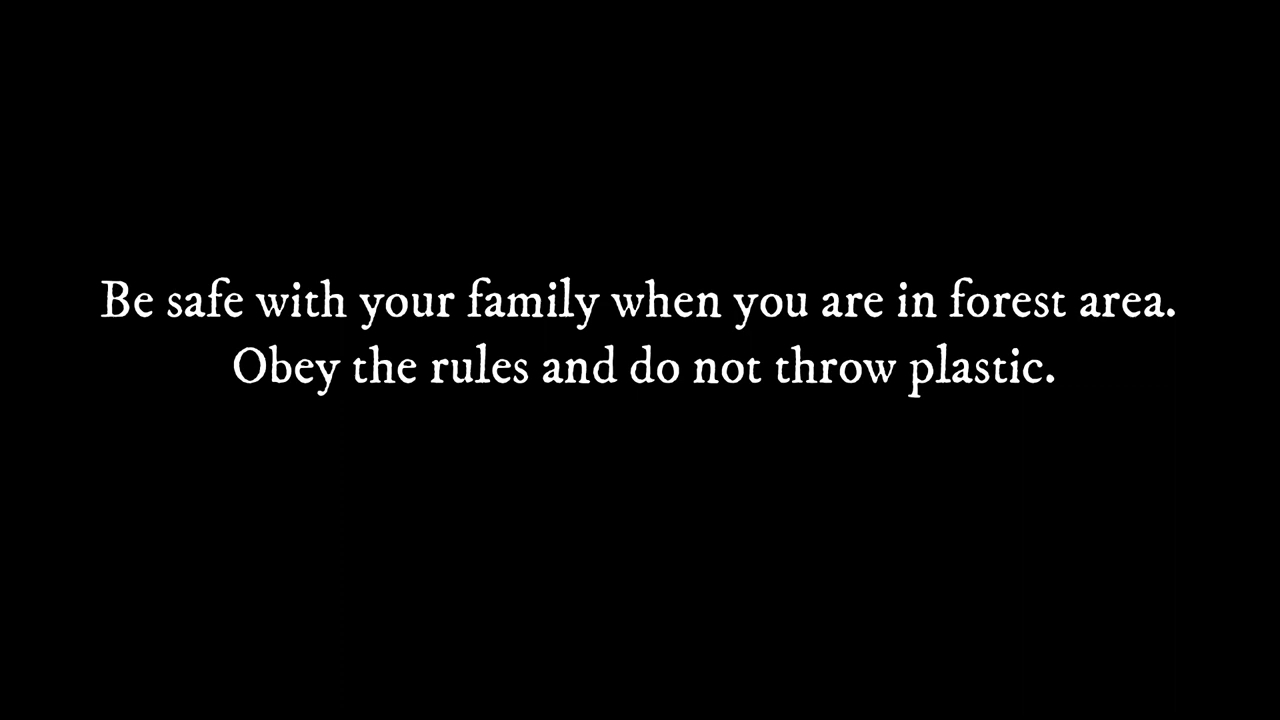 Be safe with your family when you are in forest area.
Obey the rules and do not throw plastic.